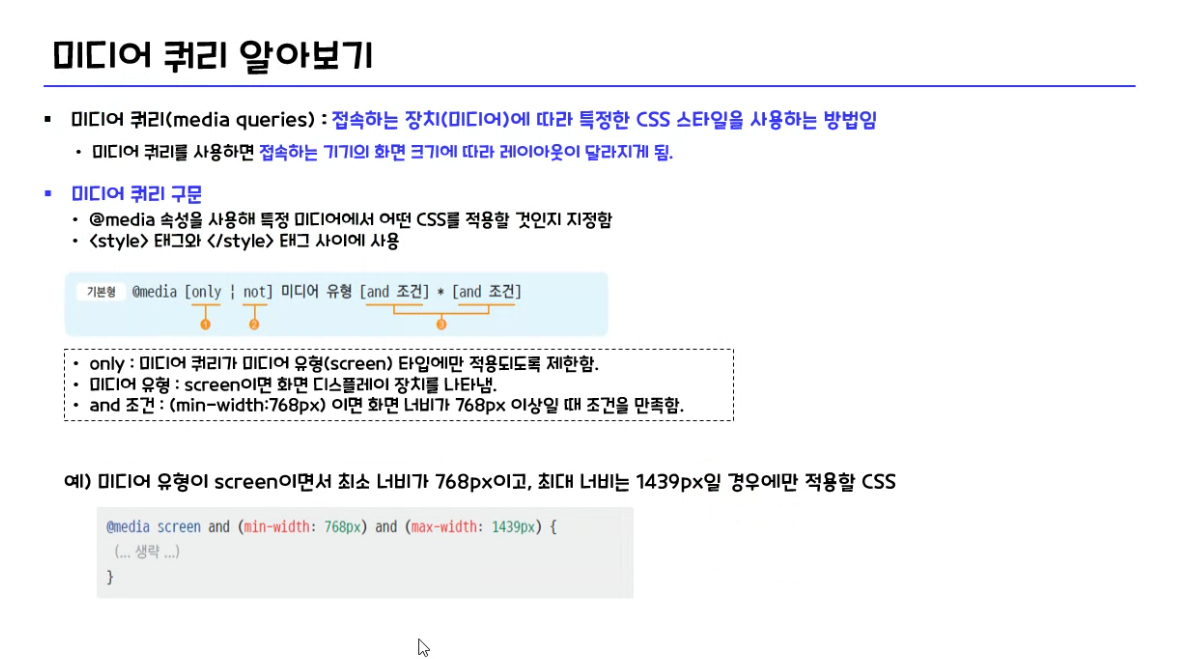 미디어 쿼리 알아보기
▪ 미디어 쿼리(media queries) : 접속하는 장치(미디어)에 따라 특정한 CSS 스타일을 사용하는 방법임
• 미디어 쿼리를 사용하면 접속하는 기기의 화면 크기에 따라 레이아웃이 달라지게 됨.
▪ 미디어 쿼리 구문
• @media 속성을 사용해 특정 미디어에서 어떤 CSS를 적용할 것인지 지정함
• <style> 태그와 </style> 태그 사이에 사용
기본형 @media [only ¦ not] 미디어 유형 [and 조건] * [and 조건]
1 2 3
• only : 미디어 쿼리가 미디어 유형(screen) 타입에만 적용되도록 제한함.
• 미디어 유형 : screen이면 화면 디스플레이 장치를 나타냄.
• and 조건 : (min-width:768px) 이면 화면 너비가 768px 이상일 때 조건을 만족함.
예) 미디어 유형이 screen이면서 최소 너비가 768px이고, 최대 너비는 1439px일 경우에만 적용할 CSS
@media screen and (min-width: 768px) and (max-width: 1439px) {
(... 생략 ...)
}